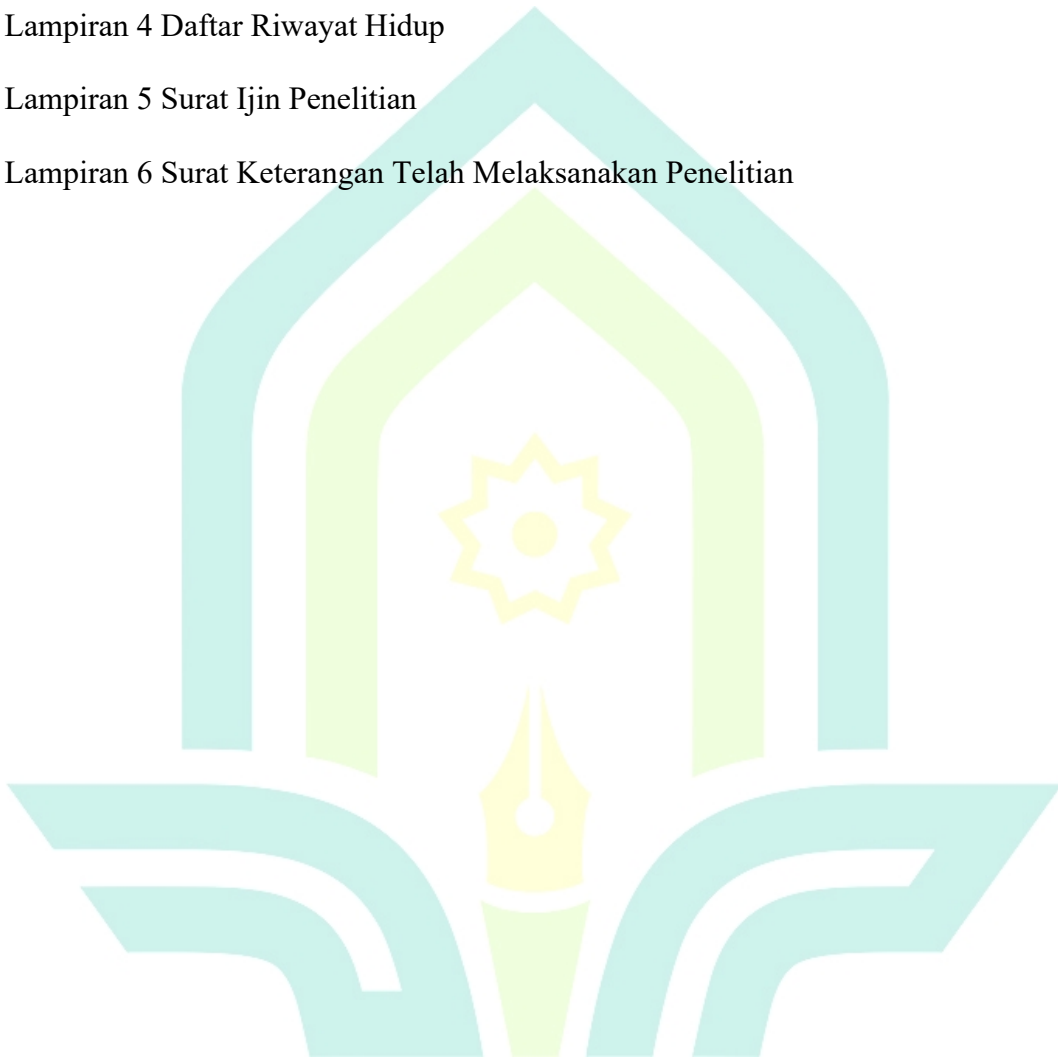 Lampiran 4 Daftar Riwayat Hidup
Lampiran 5 Surat Ijin Penelitian
Lampiran 6 Surat Keterangan Telah Melaksanakan Penelitian